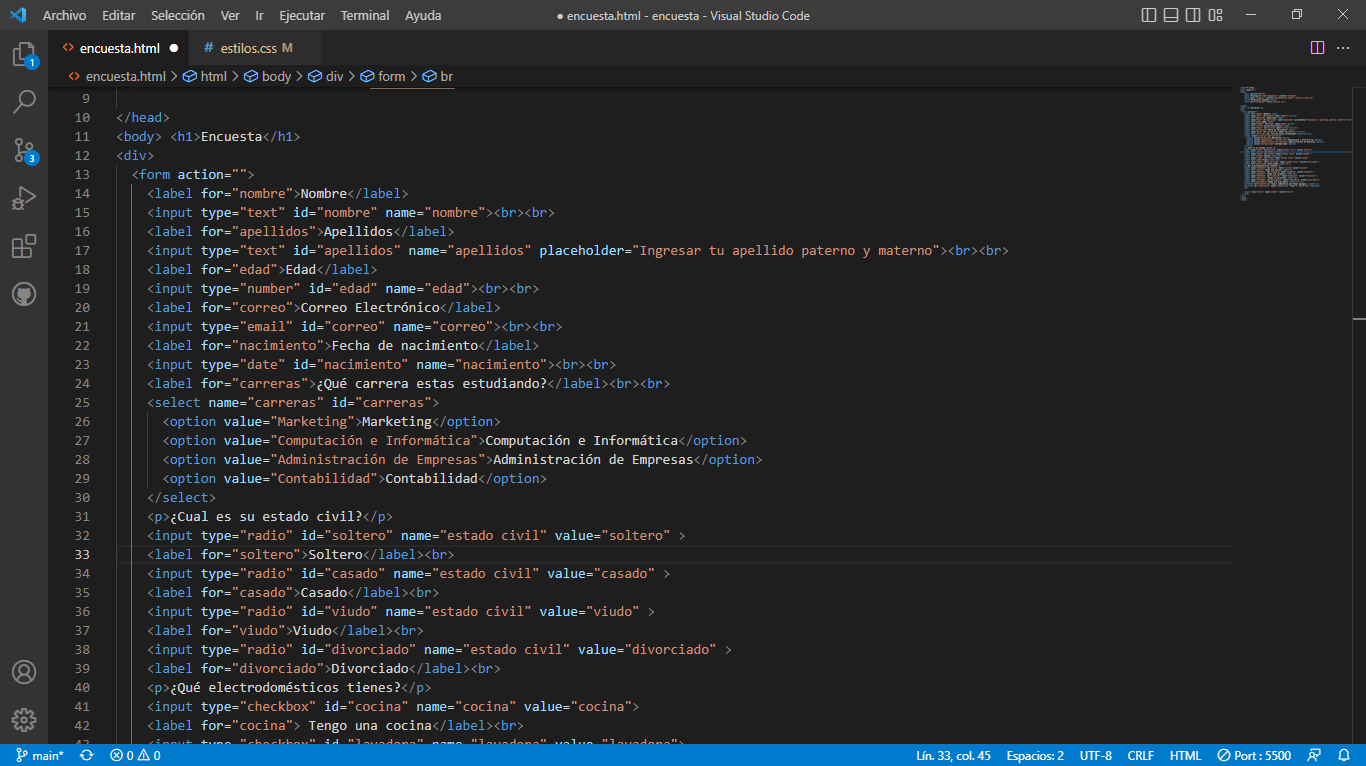 Archivo Editar Selección Ver Ir Ejecutar Terminal Ayuda
● encuesta.html - encuesta - Visual Studio Code
encuesta.html ●
# estilos.css M
encuesta.html > html > body > div > form > br
1
3
9
10 </head>
11 <body> <h1>Encuesta</h1>
12 <div>
13 <form action="">
14 <label for="nombre">Nombre</label>
15 <input type="text" id="nombre" name="nombre"><br><br>
16 <label for="apellidos">Apellidos</label>
17 <input type="text" id="apellidos" name="apellidos" placeholder="Ingresar tu apellido paterno y materno"><br><br>
18 <label for="edad">Edad</label>
19 <input type="number" id="edad" name="edad"><br><br>
20 <label for="correo">Correo Electrónico</label>
21 <input type="email" id="correo" name="correo"><br><br>
22 <label for="nacimiento">Fecha de nacimiento</label>
23 <input type="date" id="nacimiento" name="nacimiento"><br><br>
24 <label for="carreras">¿Qué carrera estas estudiando?</label><br><br>
25 <select name="carreras" id="carreras">
26 <option value="Marketing">Marketing</option>
27 <option value="Computación e Informática">Computación e Informática</option>
28 <option value="Administración de Empresas">Administración de Empresas</option>
29 <option value="Contabilidad">Contabilidad</option>
30 </select>
31 <p>¿Cual es su estado civil?</p>
32 <input type="radio" id="soltero" name="estado civil" value="soltero" >
33 <label for="soltero">Soltero</label><br>
34 <input type="radio" id="casado" name="estado civil" value="casado" >
35 <label for="casado">Casado</label><br>
36 <input type="radio" id="viudo" name="estado civil" value="viudo" >
37 <label for="viudo">Viudo</label><br>
38 <input type="radio" id="divorciado" name="estado civil" value="divorciado" >
39 <label for="divorciado">Divorciado</label><br>
40 <p>¿Qué electrodomésticos tienes?</p>
41 <input type="checkbox" id="cocina" name="cocina" value="cocina">
42 <label for="cocina"> Tengo una cocina</label><br>
43 <input type="checkbox" id="lavadora" name="lavadora" value="lavadora">
main* 0 0 Lín. 33, col. 45 Espacios: 2 UTF-8 CRLF HTML Port : 5500